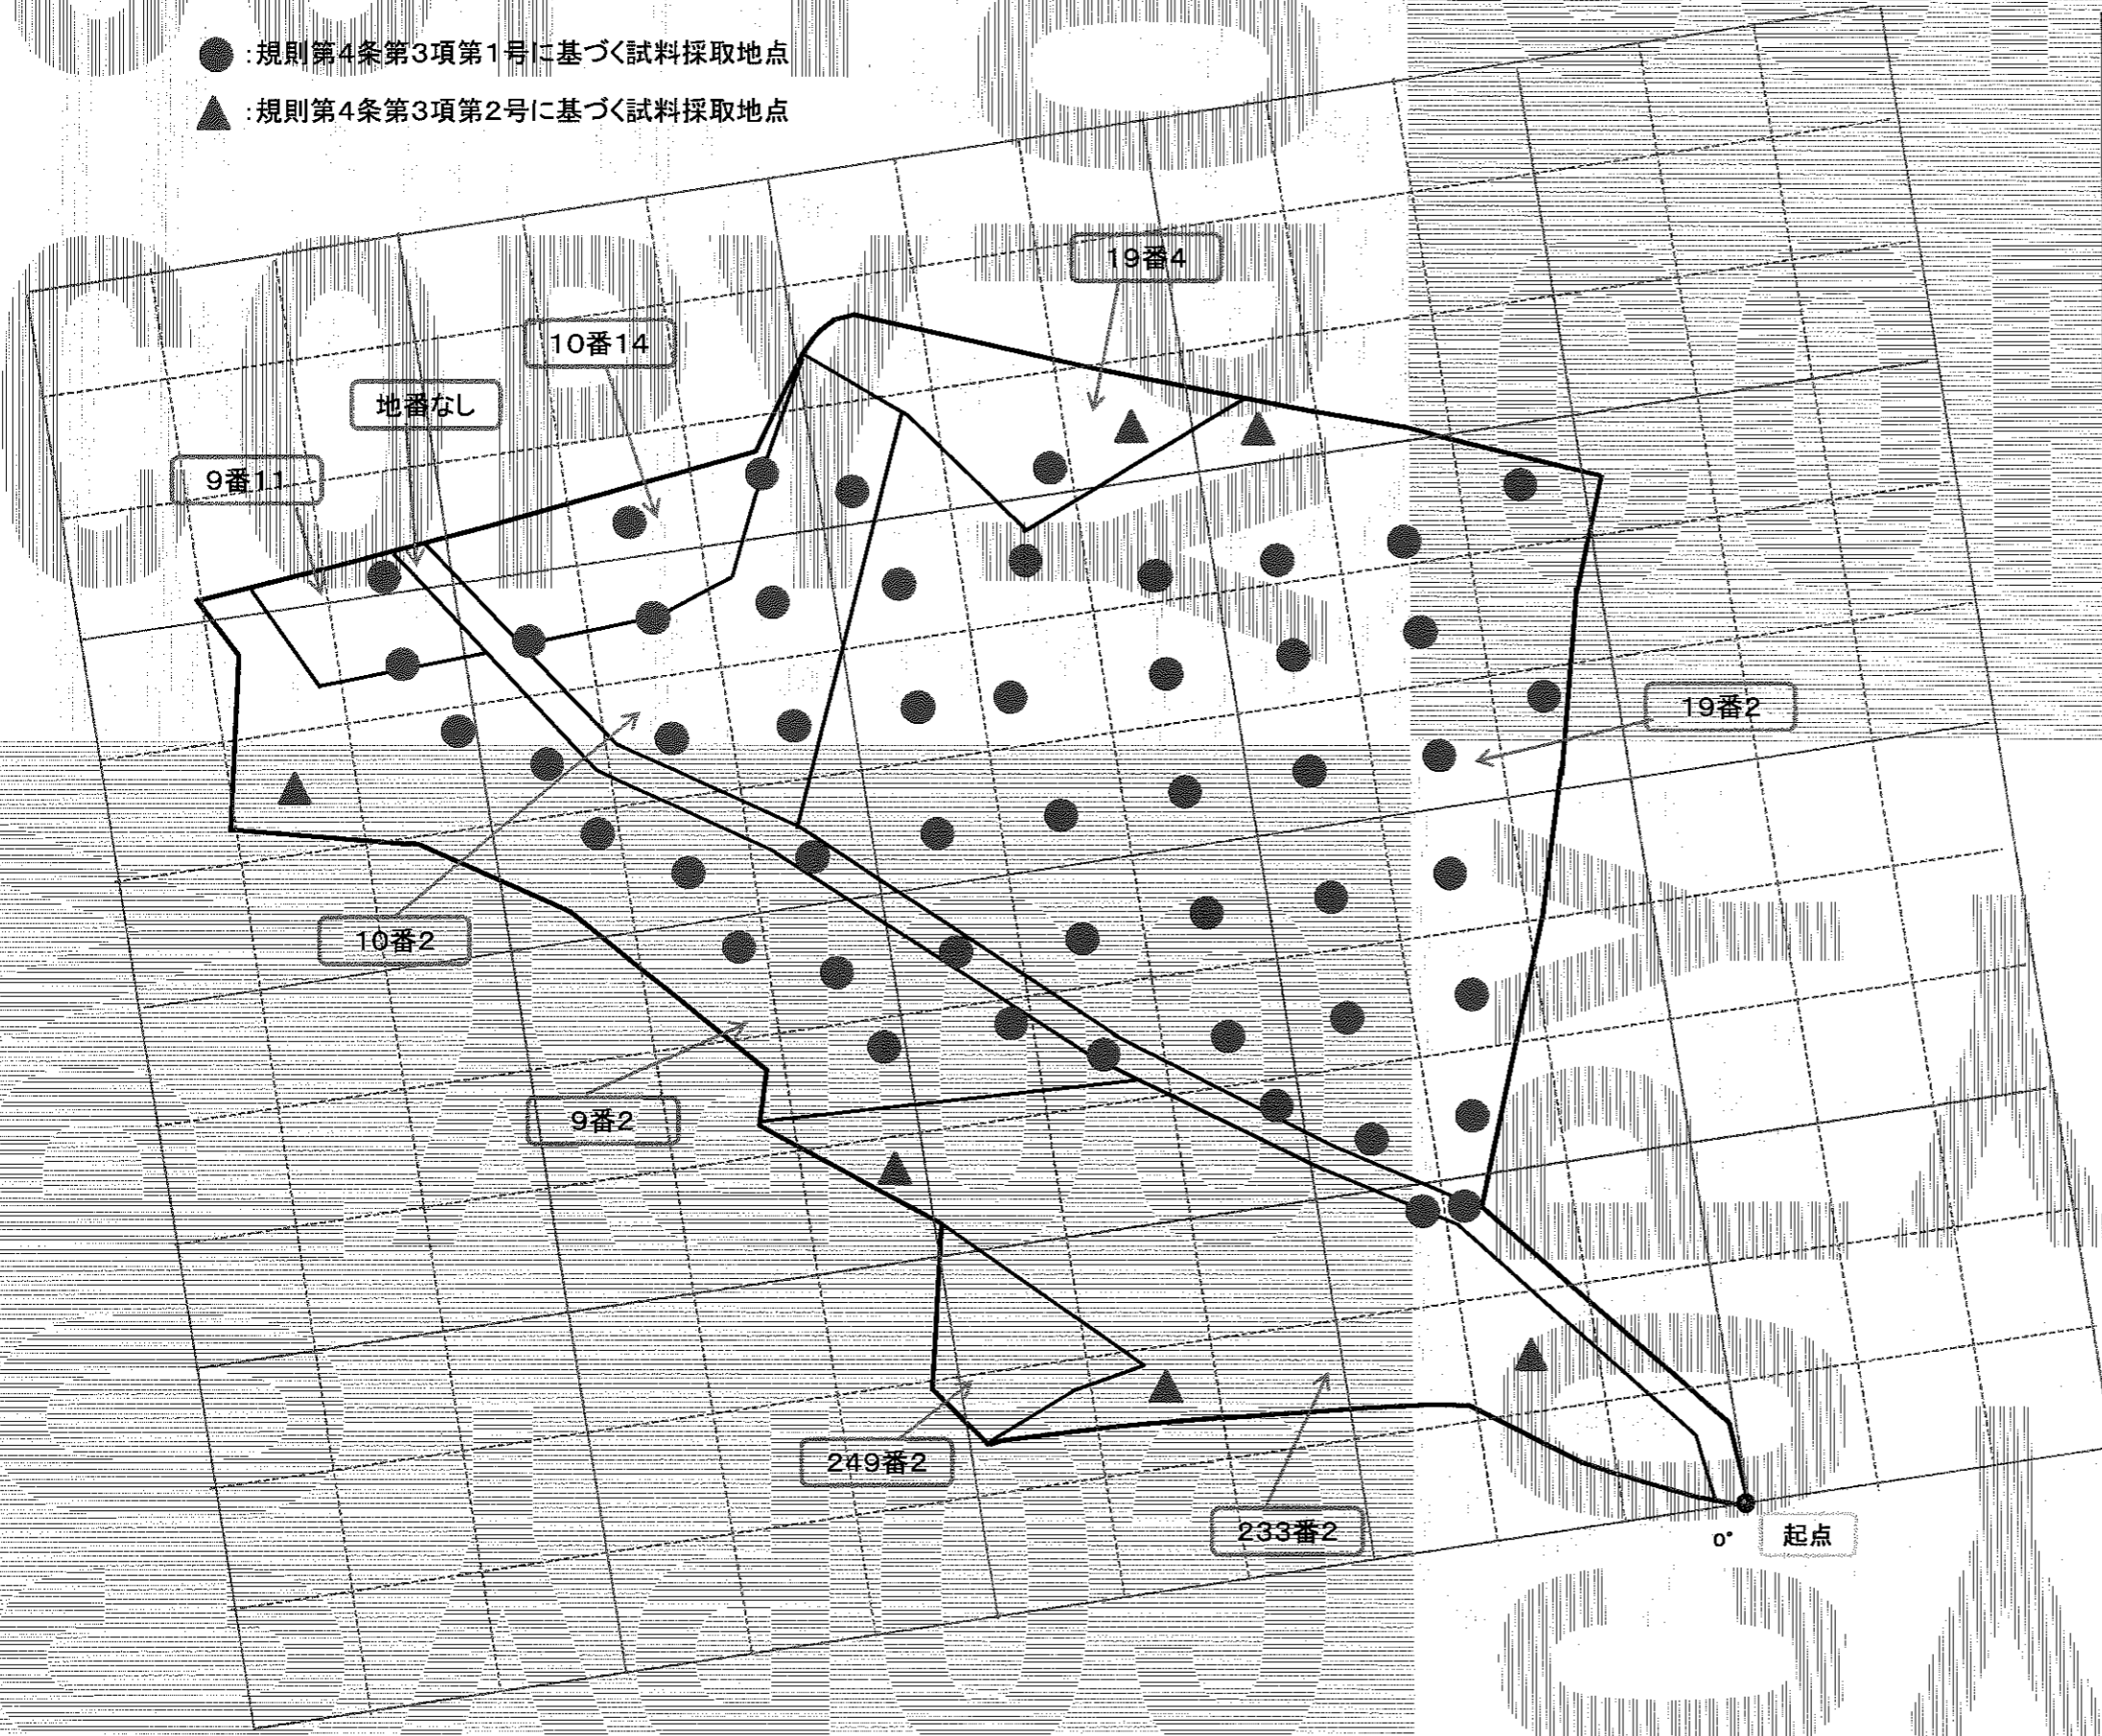 ●:規則第4条第3項第1号に基づく試料採取地点
▲:規則第4条第3項第2号に基づく試料採取地点
19番4
10番14
地番なし
9番11
19番2
10番2
9番2
249番2
233番2
0°
起点